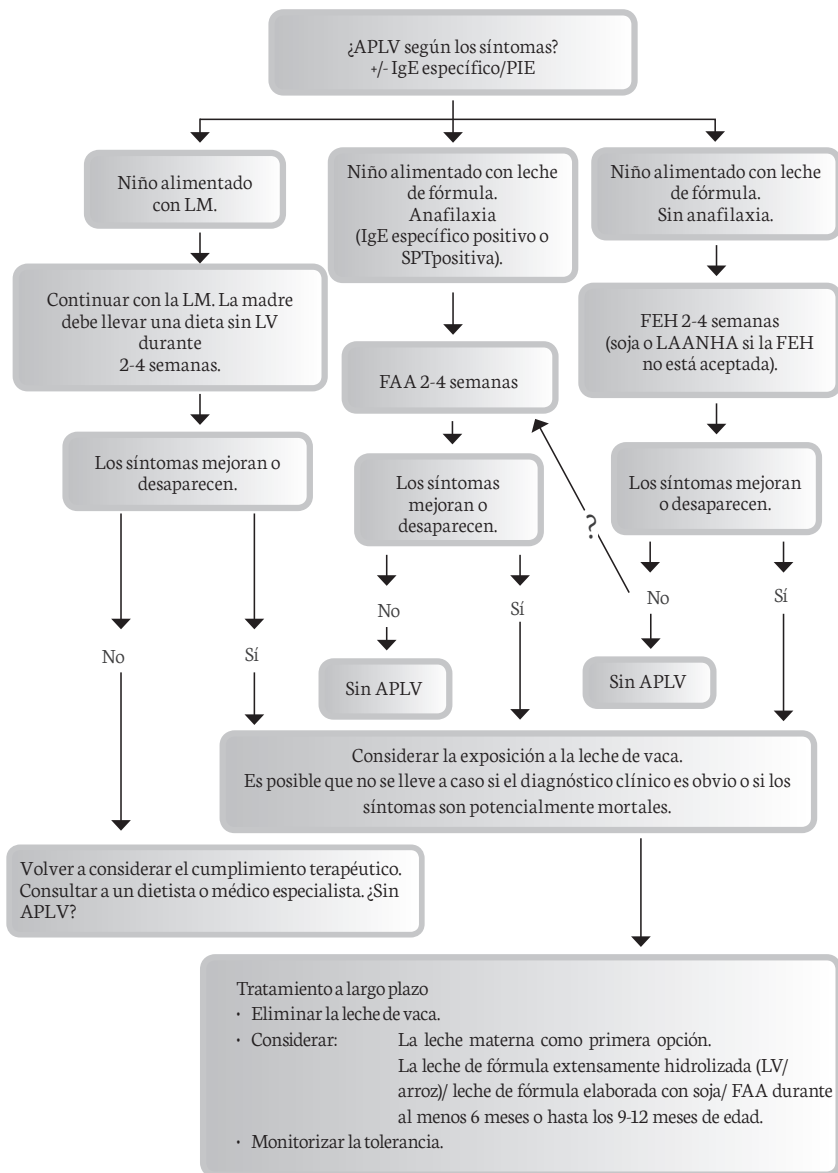 ¿APLV según los síntomas?
+/- IgE específico/PIE
Niño alimentado
con LM.
Niño alimentado con leche
de fórmula.
Anafilaxia
(IgE específico positivo o
SPTpositiva).
Niño alimentado con leche
de fórmula.
Sin anafilaxia.
Continuar con la LM. La madre
debe llevar una dieta sin LV
durante
2-4 semanas.
FAA 2-4 semanas
FEH 2-4 semanas
(soja o LAANHA si la FEH
no está aceptada).
Los síntomas mejoran o
desaparecen.
Los síntomas
mejoran o
desaparecen.
?
Los síntomas mejoran
o desaparecen.
No
Sí
No
Sí
No
Sí
Sin APLV
Sin APLV
Considerar la exposición a la leche de vaca.
Es posible que no se lleve a caso si el diagnóstico clínico es obvio o si los
síntomas son potencialmente mortales.
Volver a considerar el cumplimiento terapéutico.
Consultar a un dietista o médico especialista. ¿Sin
APLV?
Tratamiento a largo plazo
· Eliminar la leche de vaca.
· Considerar: La leche materna como primera opción.
La leche de fórmula extensamente hidrolizada (LV/
arroz)/ leche de fórmula elaborada con soja/ FAA durante
al menos 6 meses o hasta los 9-12 meses de edad.
· Monitorizar la tolerancia.